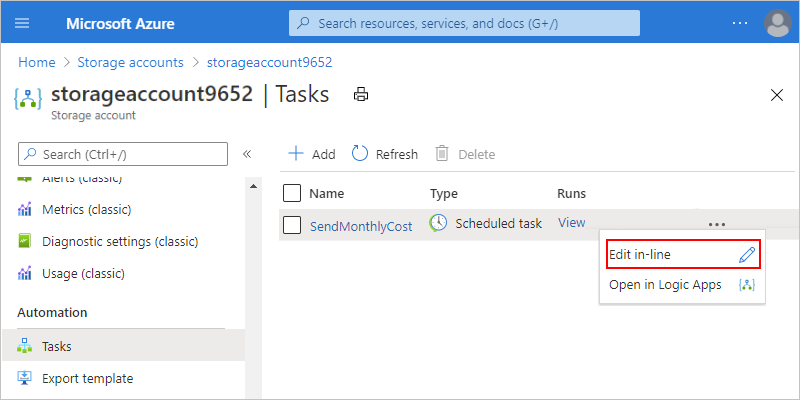 Microsoft Azure
Search resources, services, and docs (G+/)
Home > Storage accounts > storageaccount9652
storageaccount9652 | Tasks
Storage account
Search (Ctrl+/)
Add Refresh Delete
Alerts (classic)
Name Type Runs
Metrics (classic)
SendMonthlyCost Scheduled task View ...
Diagnostic settings (classic)
Edit in-line
Usage (classic)
Open in Logic Apps
Automation
Tasks
Export template